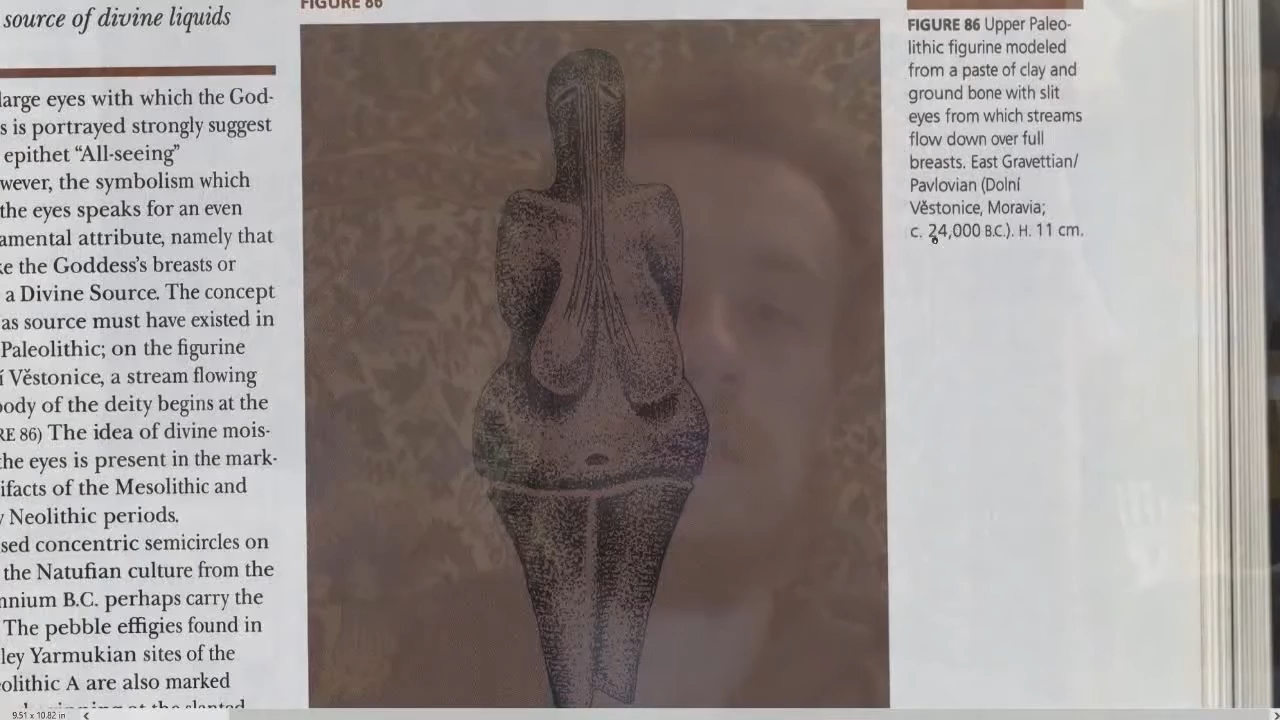 source of divine liquids
large eyes with which the God-
s is portrayed strongly suggest
epithet “All-seeing”
wever, the symbolism which
the eyes speaks for an even
amental attribute, namely that
ke the Goddess’s breasts or
a Divine Source. The concept
as source must have existed in
Paleolithic; on the figurine
í Věstonice, a stream flowing
body of the deity begins at the
RE 86) The idea of divine mois-
the eyes is present in the mark-
ifacts of the Mesolithic and
y Neolithic periods.
sed concentric semicircles on
the Natufian culture from the
nnium B.C. perhaps carry the
The pebble effigies found in
ley Yarmukian sites of the
eolithic A are also marked
beginning at the slanted
FIGURE 86
FIGURE 86 Upper Paleo-
lithic figurine modeled
from a paste of clay and
ground bone with slit
eyes from which streams
flow down over full
breasts. East Gravettian/
Pavlovian (Dolní
Věstonice, Moravia;
c. 24,000 B.C.). H. 11 cm.
9.51 x 10.82 in